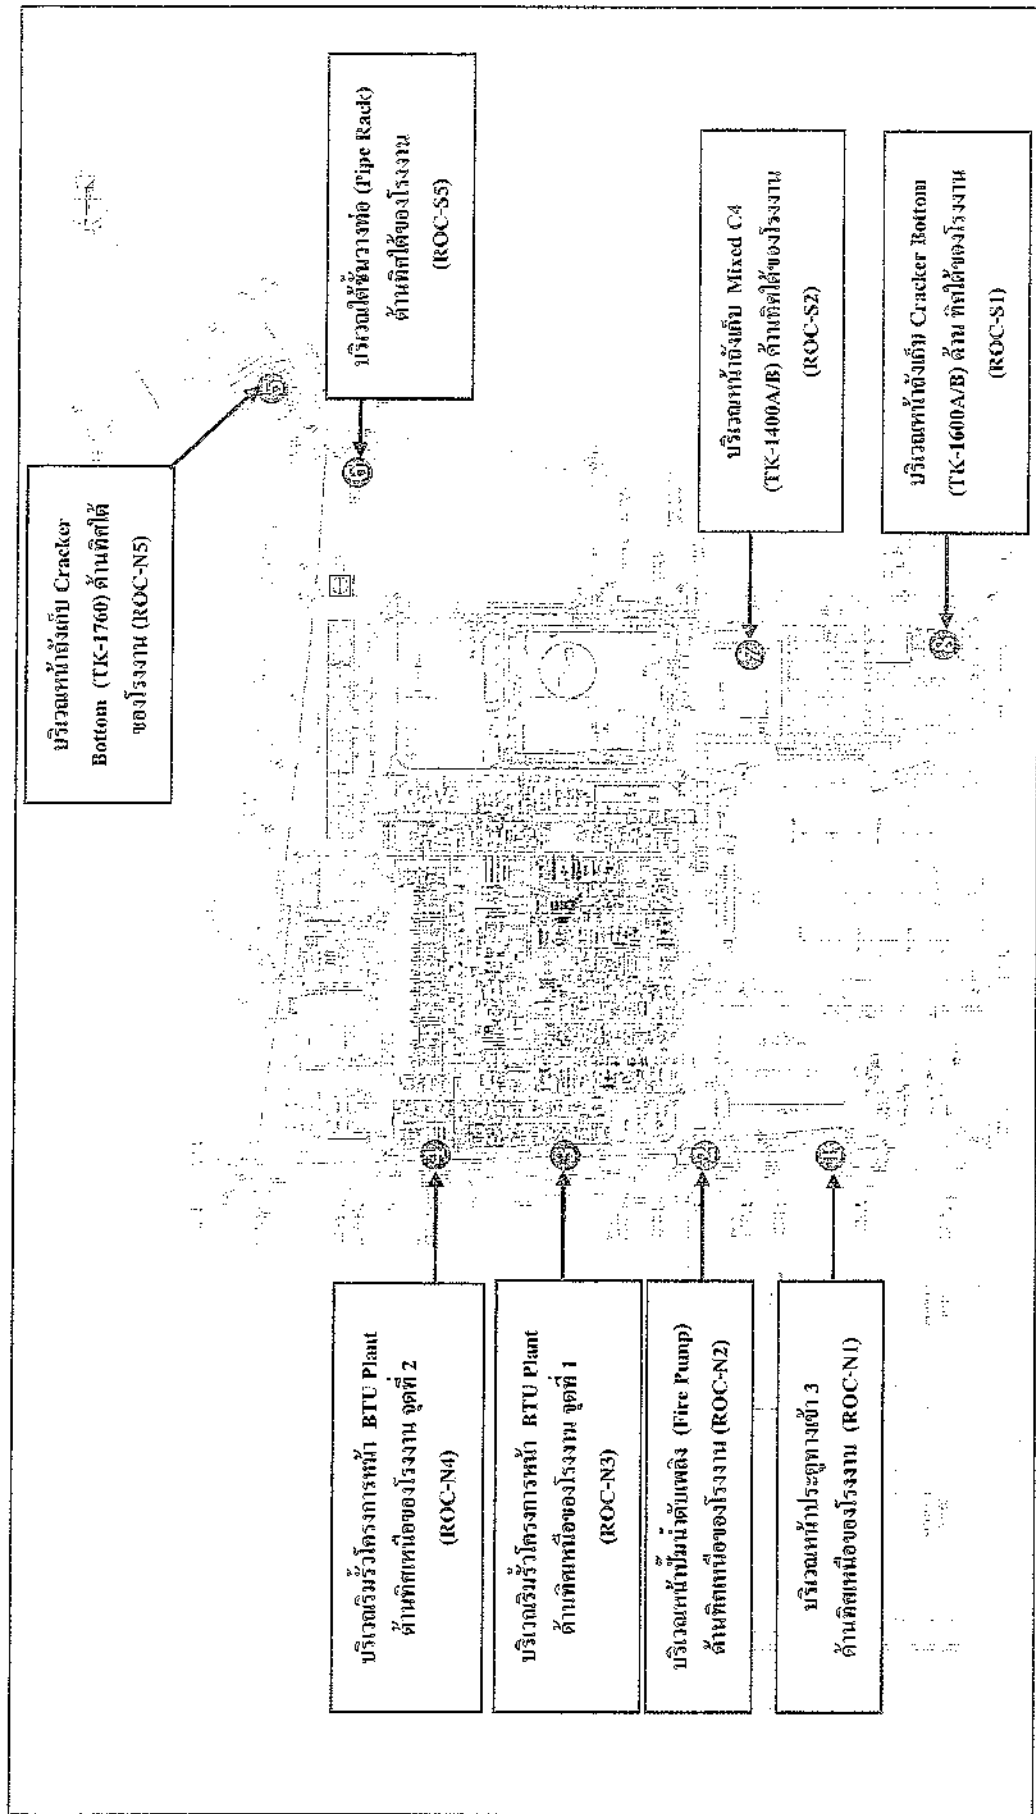 บริเวณหน้าถังเก็บ Cracker
Bottom (TK-1760) ด้านทิศใต้
ของโรงงาน (ROC-N5)
บริเวณใต้ชั้นวางท่อ (Pipe Rack)
ด้านทิศใต้ของโรงงาน
(ROC-S5)
บริเวณหน้าถังเก็บ Mixed C4
(TK-1400A/B) ด้านทิศใต้ของโรงงาน
(ROC-S2)
บริเวณหน้าถังเก็บ Cracker Bottom
(TK-1600A/B) ด้าน ทิศใต้ของโรงงาน
(ROC-S1)
5
6
7
8
4
3
2
1
บริเวณริมรั้วโครงการหน้า BTU Plant
ด้านทิศเหนือของโรงงาน จุดที่ 2
(ROC-N4)
บริเวณริมรั้วโครงการหน้า BTU Plant
ด้านทิศเหนือของโรงงาน จุดที่ 1
(ROC-N3)
บริเวณหน้าปั๊มน้ำดับเพลิง (Fire Pump)
ด้านทิศเหนือของโรงงาน (ROC-N2)
บริเวณหน้าประตูทางเข้า 3
ด้านทิศเหนือของโรงงาน (ROC-N1)